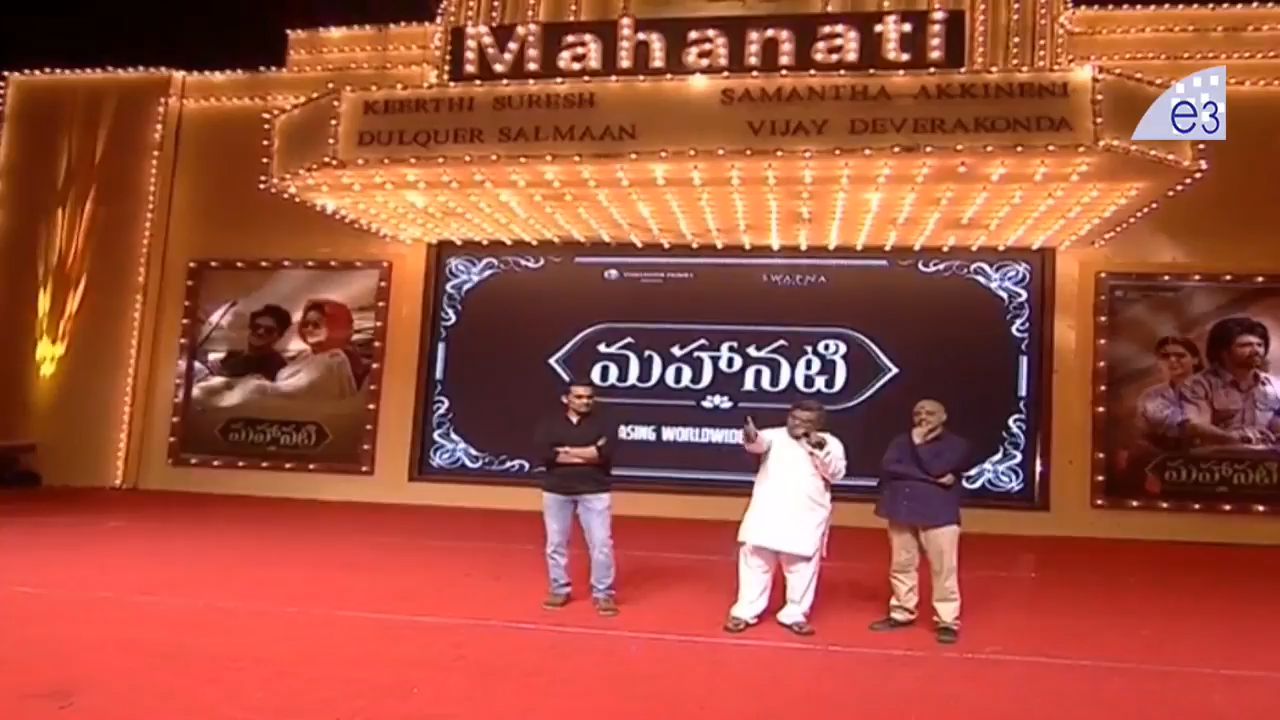 Mahanati
KEERTHI SURESH
SAMANTHA AKKINENI
DULQUER SALMAAN
VIJAY DEVERAKONDA
e3
SWAPNA
మహానటి
ASING WORLDWIDE
మహానటి
మహానటి